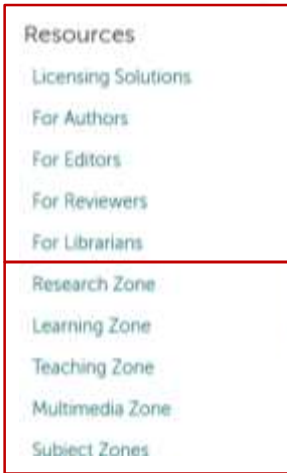 Resources
Licensing Solutions
For Authors
For Editors
For Reviewers
For Librarians
Research Zone
Learning Zone
Teaching Zone
Multimedia Zone
Subject Zones